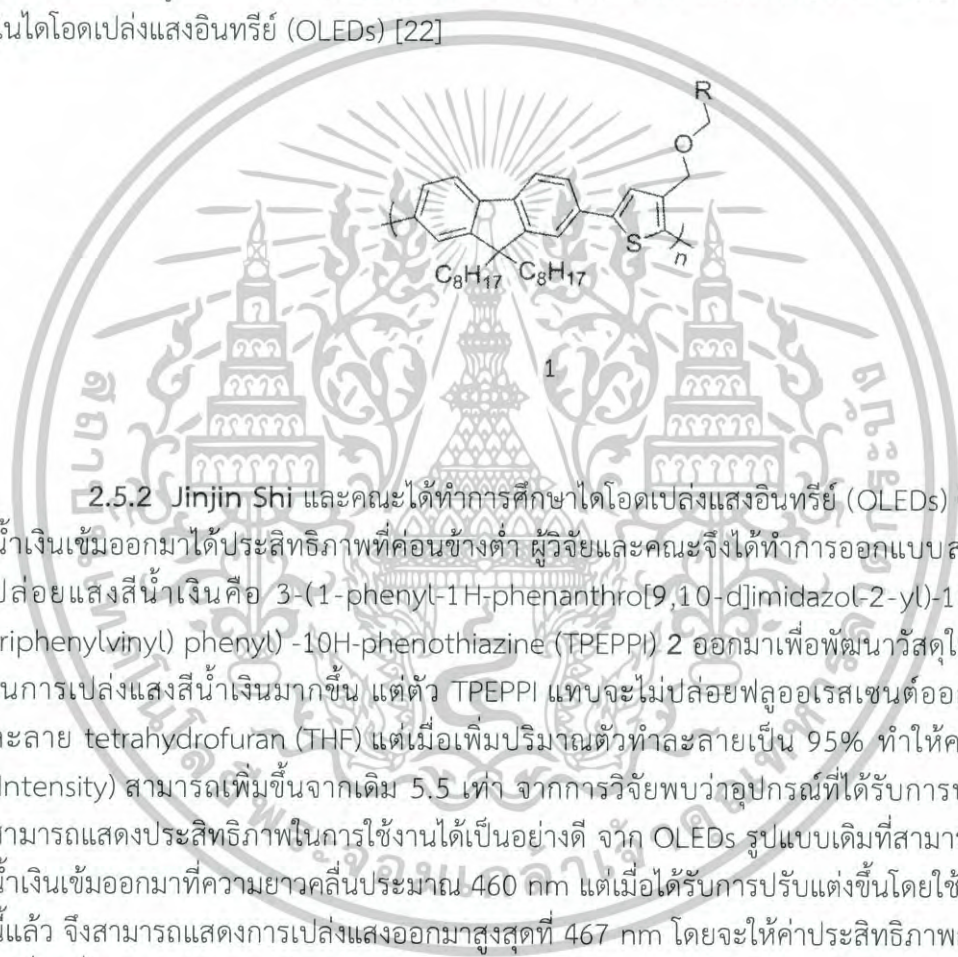 นไดโอดเปล่งแสงอินทรีย์ (OLEDs) [22]
R
O
S
n
C₈H₁₇ C₈H₁₇
1
2.5.2 Jinjin Shi และคณะได้ทำการศึกษาไดโอดเปล่งแสงอินทรีย์ (OLEDs)
น้ำเงินเข้มออกมาได้ประสิทธิภาพที่ค่อนข้างต่ำ ผู้วิจัยและคณะจึงได้ทำการออกแบบส
ปล่อยแสงสีน้ำเงินคือ 3-(1-phenyl-1H-phenanthro[9,10-d]imidazol-2-yl)-1
riphenylvinyl) phenyl) -10H-phenothiazine (TPEPPI) 2 ออกมาเพื่อพัฒนาวัสดุใ
นการเปล่งแสงสีน้ำเงินมากขึ้น แต่ตัว TPEPPI แทบจะไม่ปล่อยฟลูออเรสเซนต์ออ
ะลาย tetrahydrofuran (THF) แต่เมื่อเพิ่มปริมาณตัวทำละลายเป็น 95% ทำให้ค
Intensity) สามารถเพิ่มขึ้นจากเดิม 5.5 เท่า จากการวิจัยพบว่าอุปกรณ์ที่ได้รับการ
สามารถแสดงประสิทธิภาพในการใช้งานได้เป็นอย่างดี จาก OLEDs รูปแบบเดิมที่สามาร
น้ำเงินเข้มออกมาที่ความยาวคลื่นประมาณ 460 nm แต่เมื่อได้รับการปรับแต่งขึ้นโดยใช้
นี้แล้ว จึงสามารถแสดงการเปล่งแสงออกมาสูงสุดที่ 467 nm โดยจะให้ค่าประสิทธิภาพ